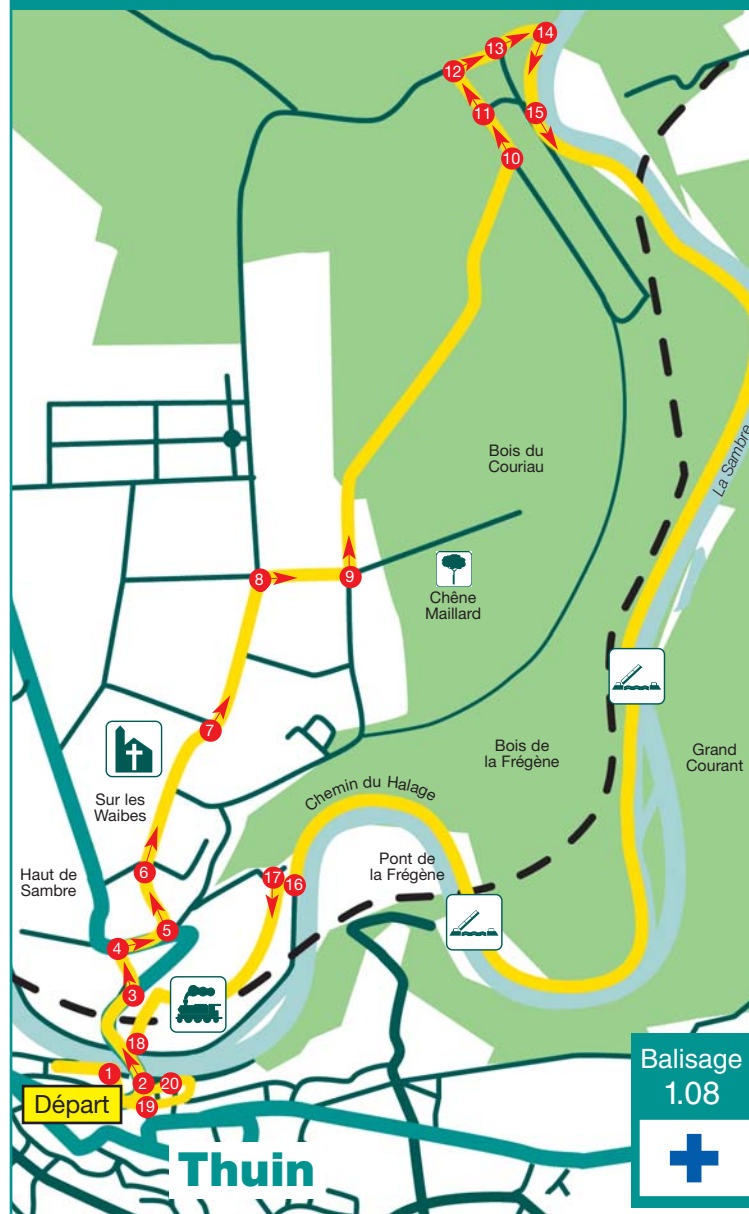 14
13
12
11
15
10
Bois du
Couriau
La Sambre
8
9
Chêne
Maillard
7
Bois de
la Frégène
Grand
Courant
Chemin du Halage
Sur les
Waibes
Pont de
la Frégène
Haut de
Sambre
6
17
16
5
4
3
18
1
2
20
19
Départ
Thuin
Balisage
1.08